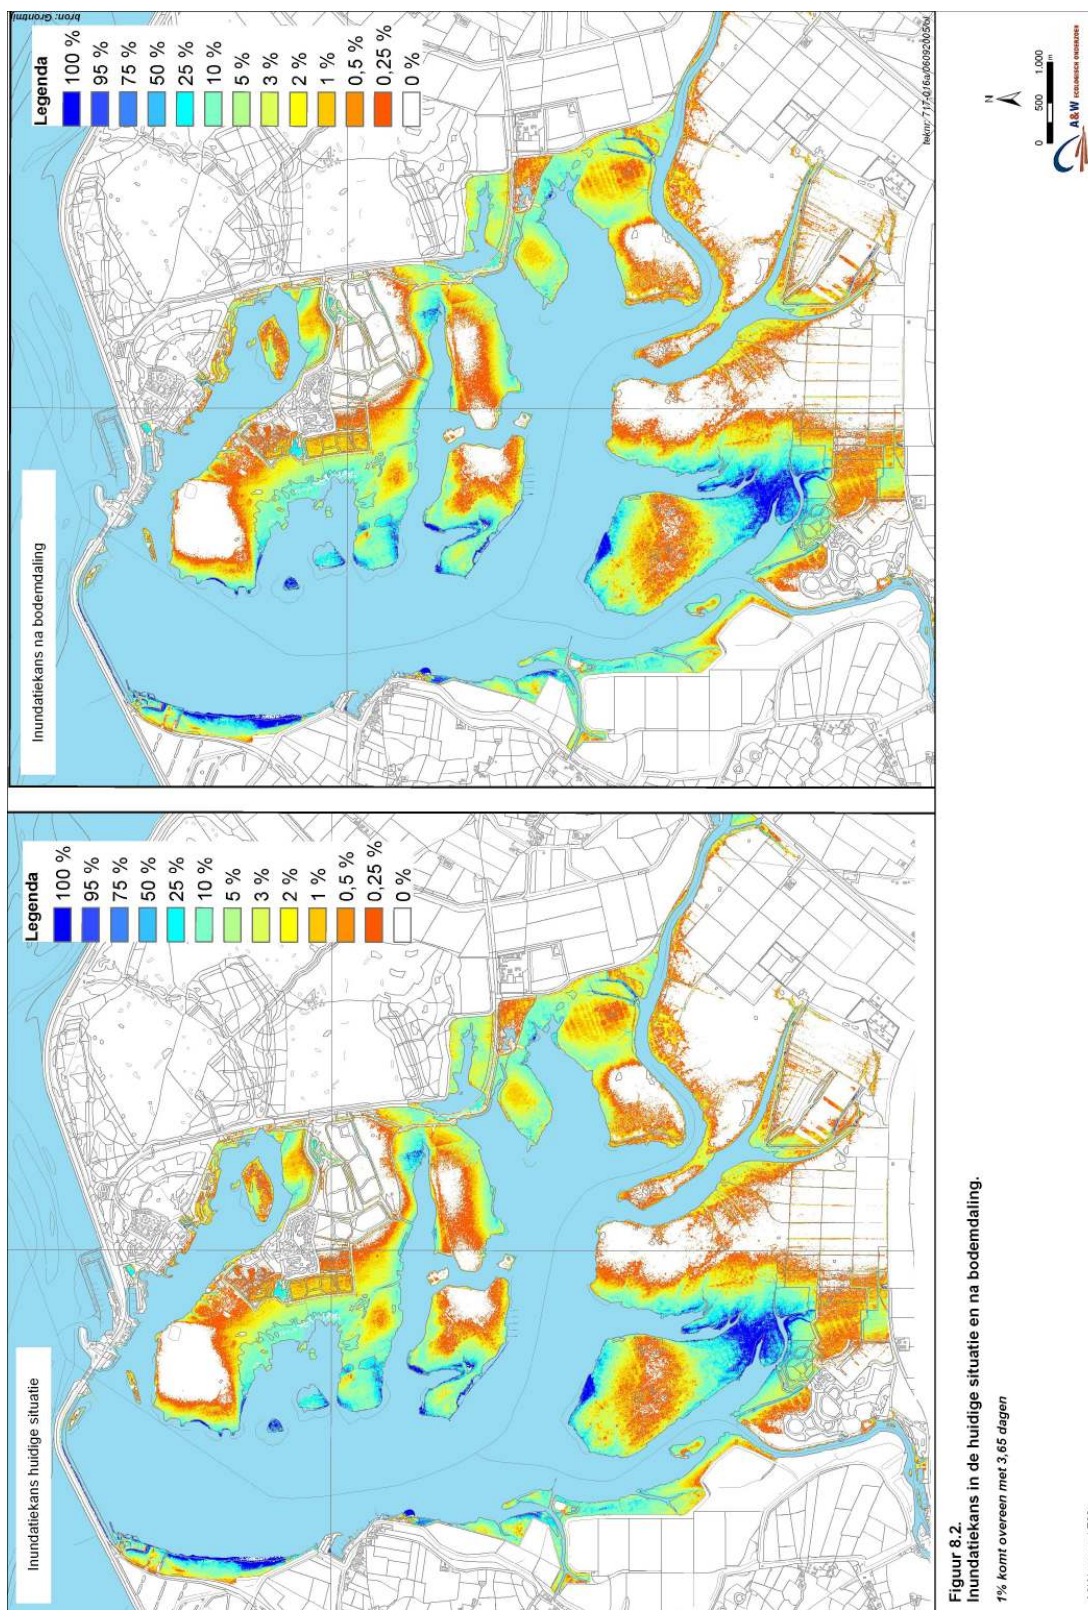 Inundatiekans huidige situatie
Legenda
100 %
95 %
75 %
50 %
25 %
10 %
5 %
3 %
2 %
1 %
0,5 %
0,25 %
0 %
Inundatiekans na bodemdaling
Legenda
100 %
95 %
75 %
50 %
25 %
10 %
5 %
3 %
2 %
1 %
0,5 %
0,25 %
0 %
bron: Grontmij
Figuur 8.2.
Inundatiekans in de huidige situatie en na bodemdaling.
1% komt overeen met 3,65 dagen
N
0 500 1.000
m
A&W ECOLOGISCH ONDERZOEK